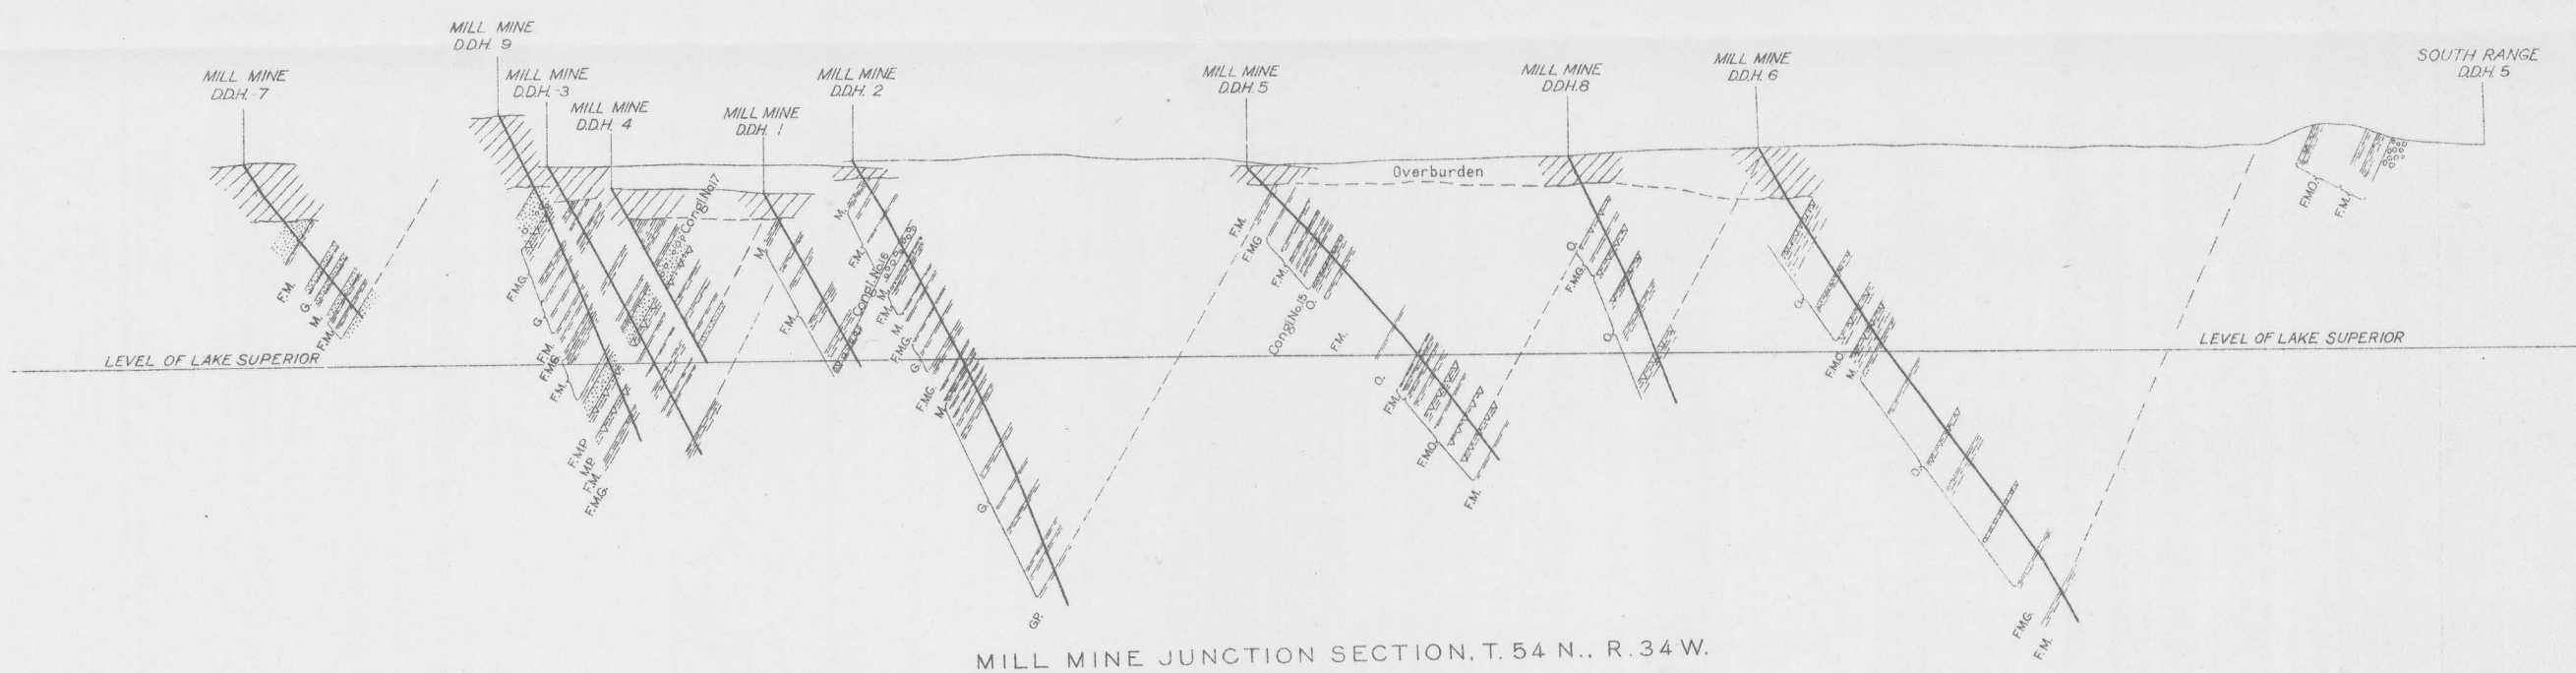 MILL MINE
D.D.H. 7
MILL MINE
D.D.H. 9
MILL MINE
D.D.H. 3
MILL MINE
D.D.H. 4
MILL MINE
D.D.H. 1
MILL MINE
D.D.H. 2
MILL MINE
D.D.H. 5
MILL MINE
D.D.H. 8
MILL MINE
D.D.H. 6
SOUTH RANGE
D.D.H. 5
Overburden
Congl. No.17
Congl. No.16
Congl. No.15
F.M.
G.
M.
F.M.
F.M.G.
G.
F.M.
F.M.G.
F.M.
F.M.P.
M.P.
F.M.
F.M.G.
M.
F.M.
M.
F.M.
M.
F.M.
M.
F.M.G.
G.
F.M.G.
M.
G.
G.P.
F.M.
F.M.G.
F.M.
O.
F.M.
O.
F.M.
F.M.O.
F.M.
O.
F.M.G.
O.
O.
F.M.O.
M.
O.
F.M.G.
F.M.
F.M.
F.M.O.
F.M.
LEVEL OF LAKE SUPERIOR
LEVEL OF LAKE SUPERIOR
MILL MINE JUNCTION SECTION, T. 54 N., R. 34 W.